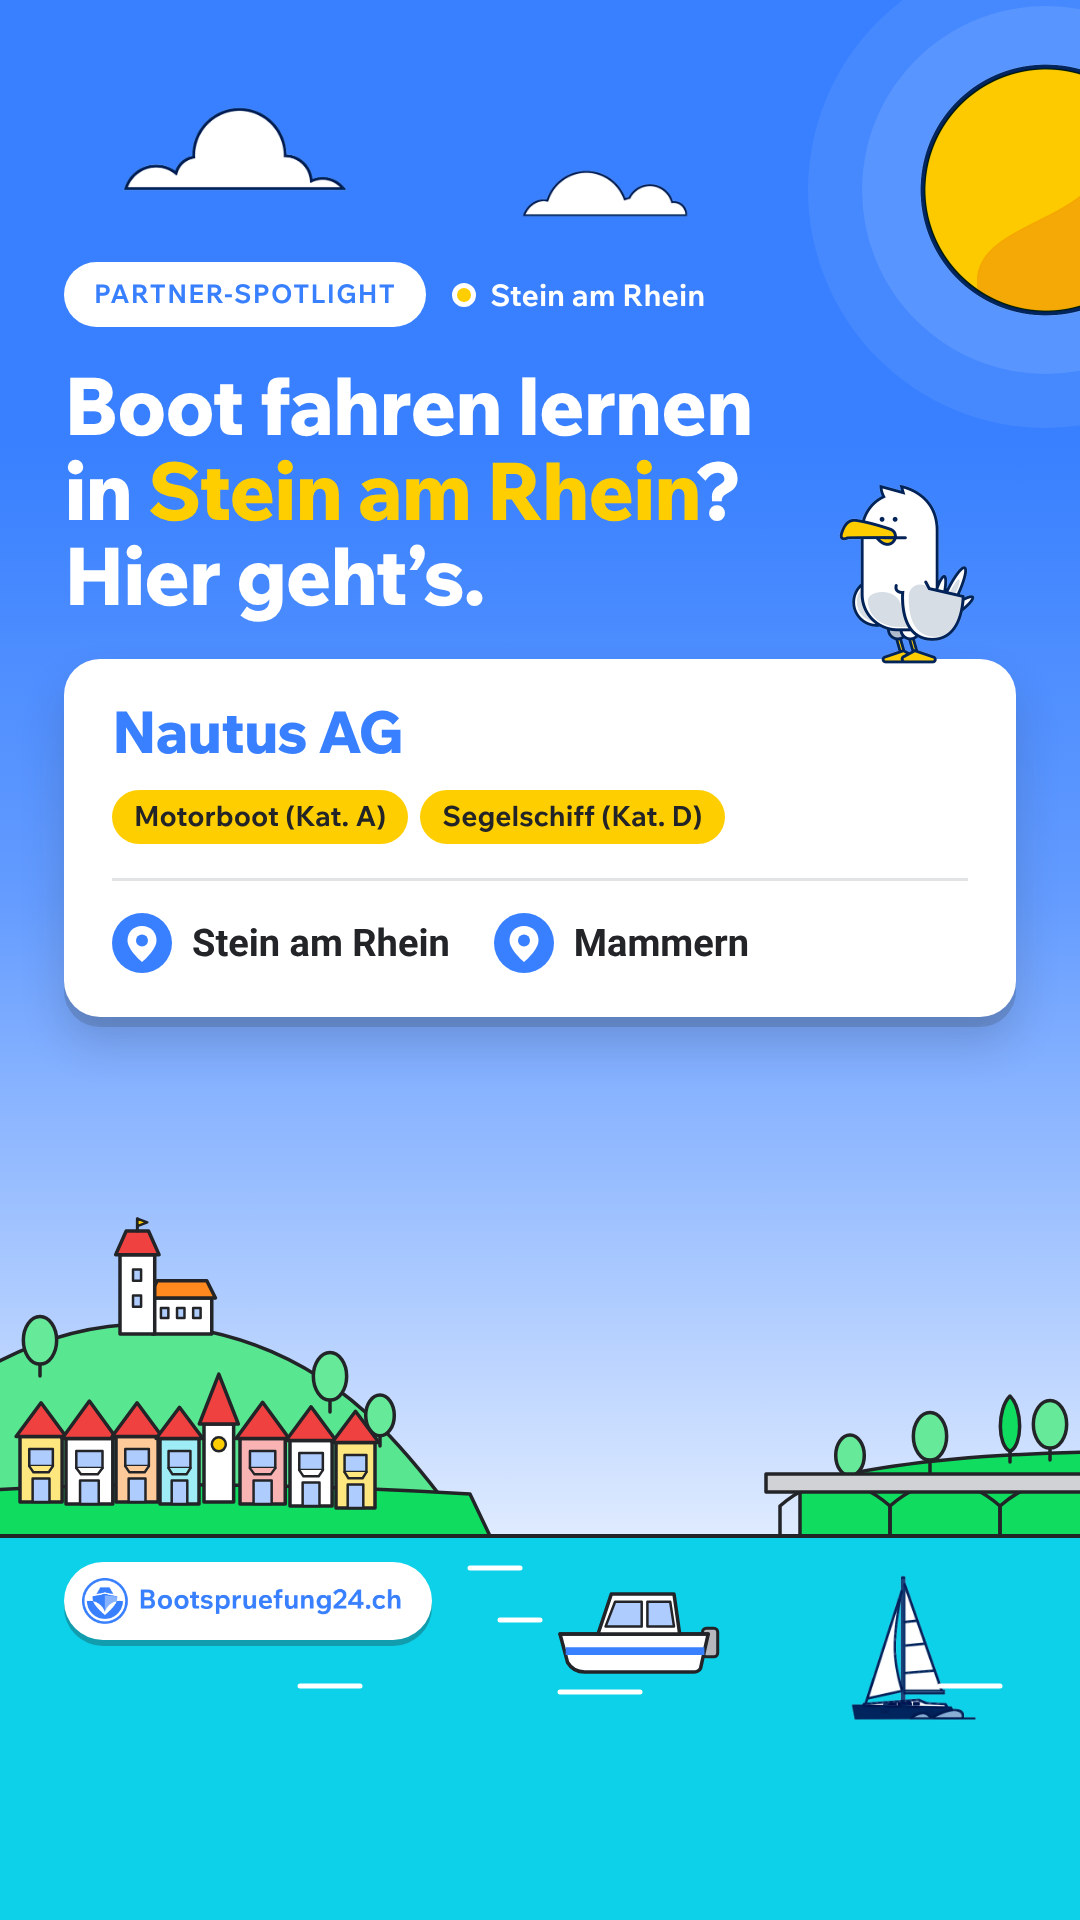 PARTNER-SPOTLIGHT
Stein am Rhein
Boot fahren lernen
in Stein am Rhein?
Hier geht’s.
Nautus AG
Motorboot (Kat. A)
Segelschiff (Kat. D)
Stein am Rhein
Mammern
Bootspruefung24.ch